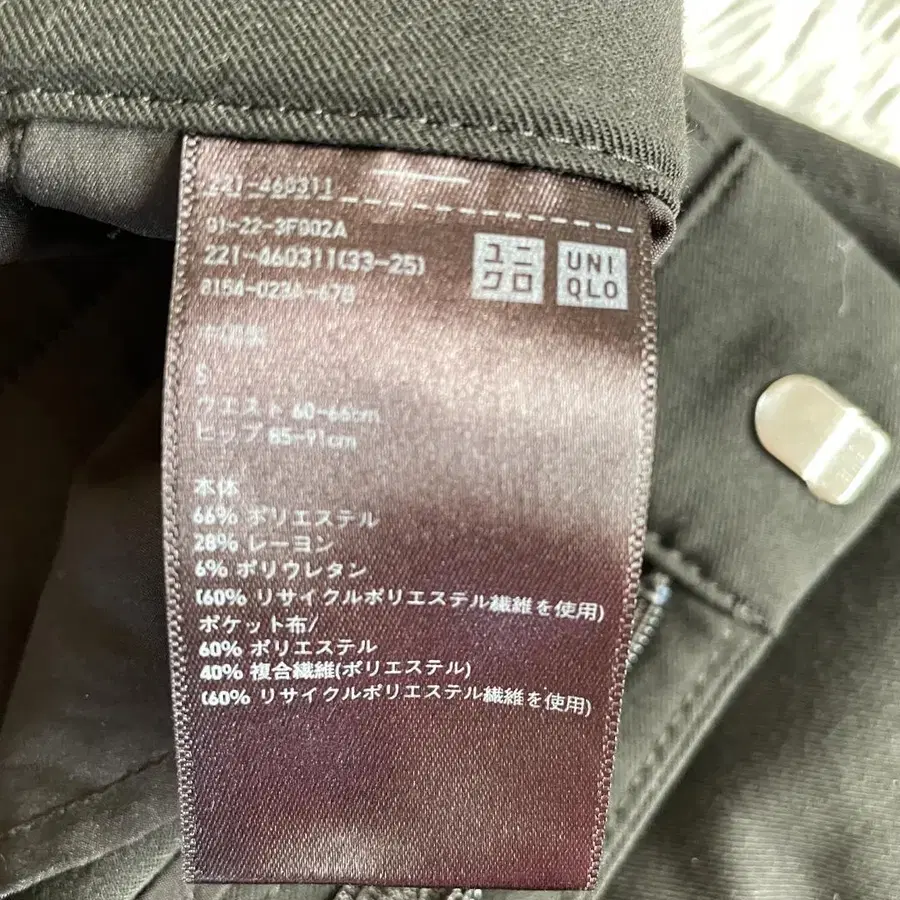 221-460311
01-22-3F002A
221-460311(33-25)
8154-023A-678
ユニ
クロ
UNI
QLO
S
ウエスト 60-66cm
ヒップ 85-91cm
本体
66% ポリエステル
28% レーヨン
6% ポリウレタン
(60% リサイクルポリエステル繊維を使用)
ポケット布/
60% ポリエステル
40% 複合繊維(ポリエステル)
(60% リサイクルポリエステル繊維を使用)